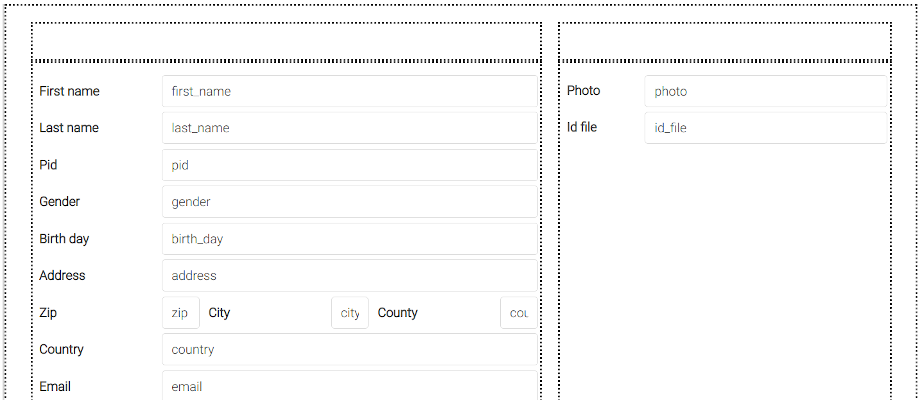 First name first_name
Last name last_name
Pid pid
Gender gender
Birth day birth_day
Address address
Zip zip City city County cou
Country country
Email email
Photo photo
Id file id_file